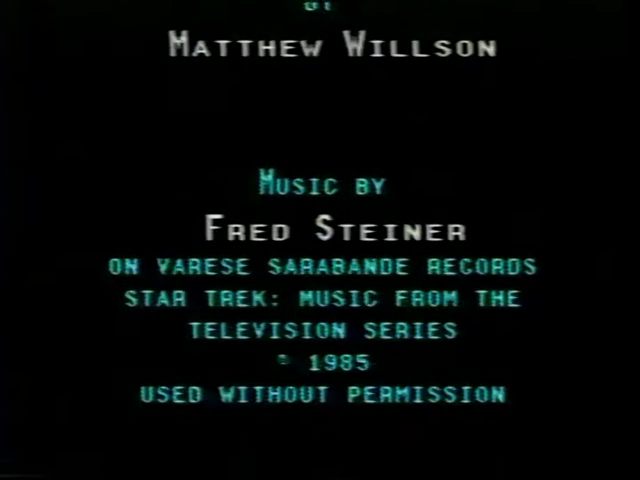 BY
MATTHEW WILLSON
MUSIC BY
FRED STEINER
ON VARESE SARABANDE RECORDS
STAR TREK: MUSIC FROM THE
TELEVISION SERIES
© 1985
USED WITHOUT PERMISSION